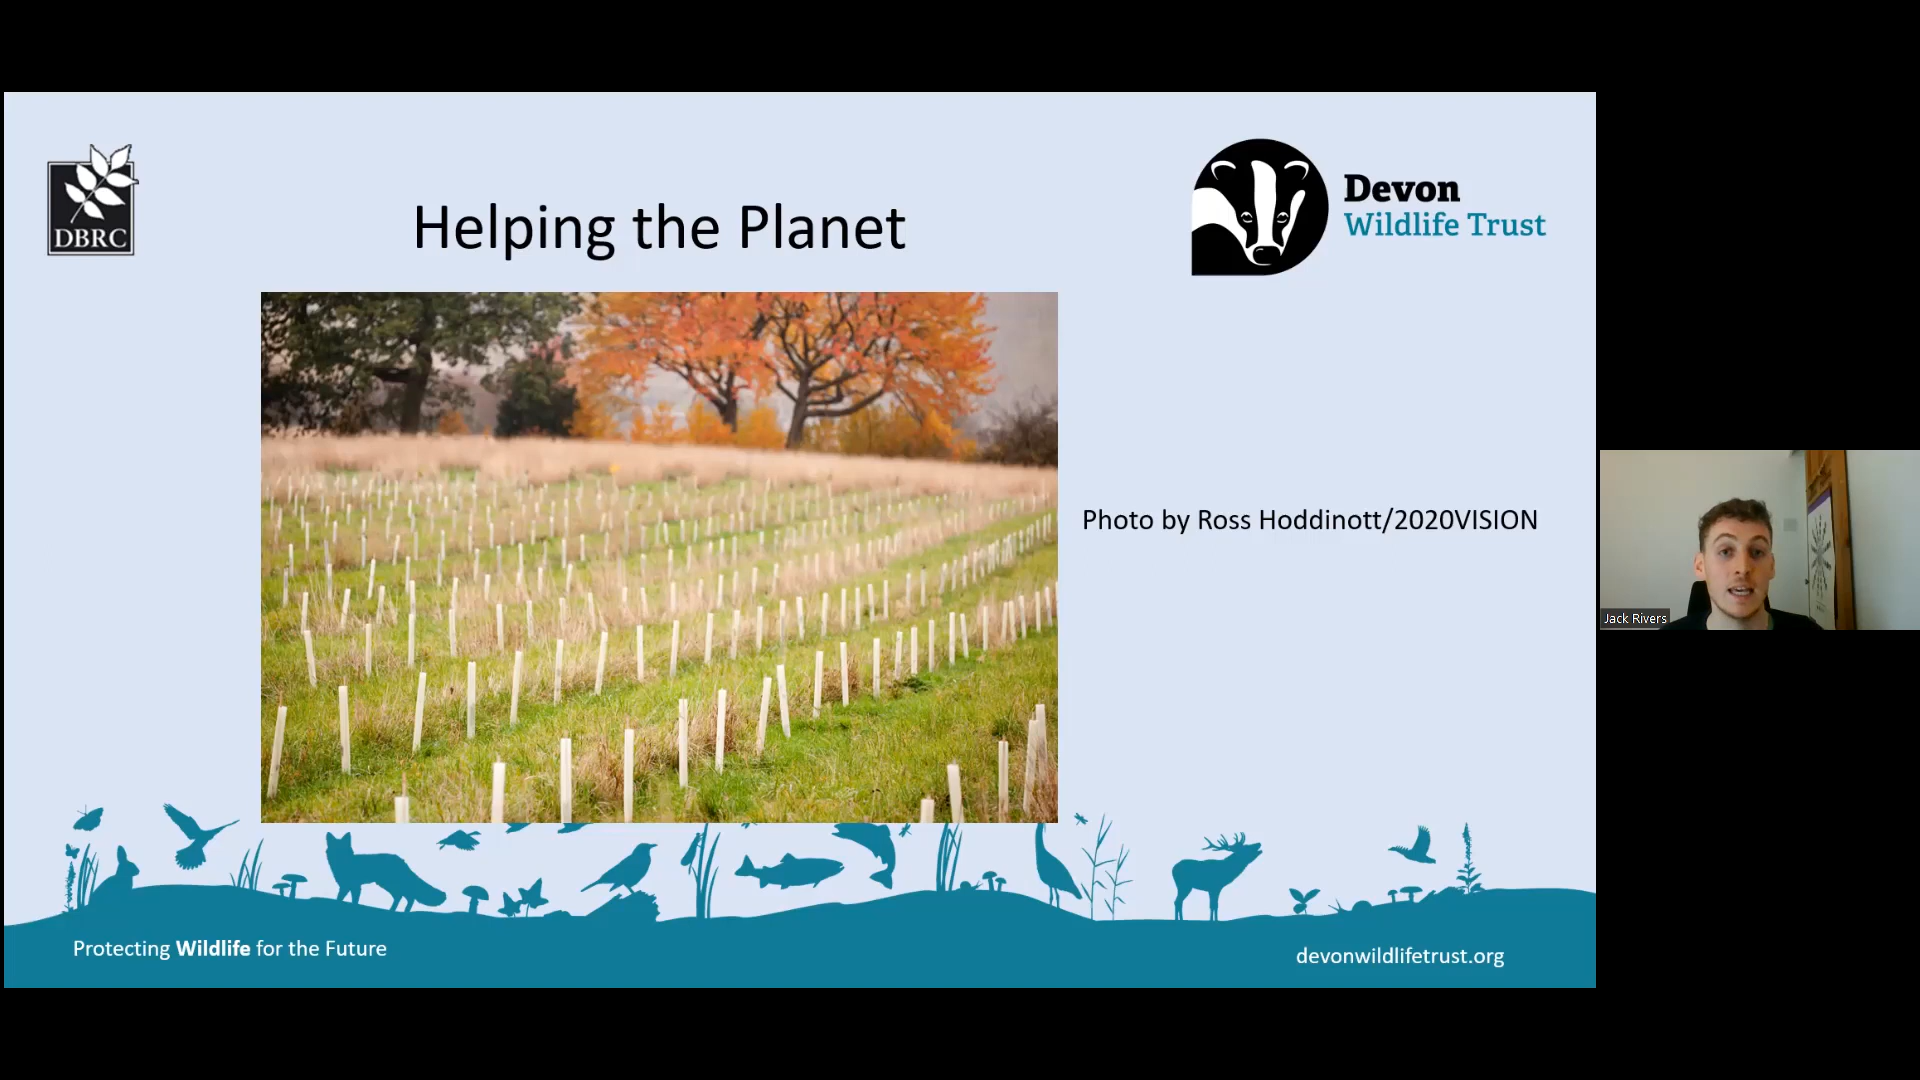 DBRC
Helping the Planet
Devon
Wildlife Trust
Photo by Ross Hoddinott/2020VISION
Jack Rivers
Protecting Wildlife for the Future
devonwildlifetrust.org